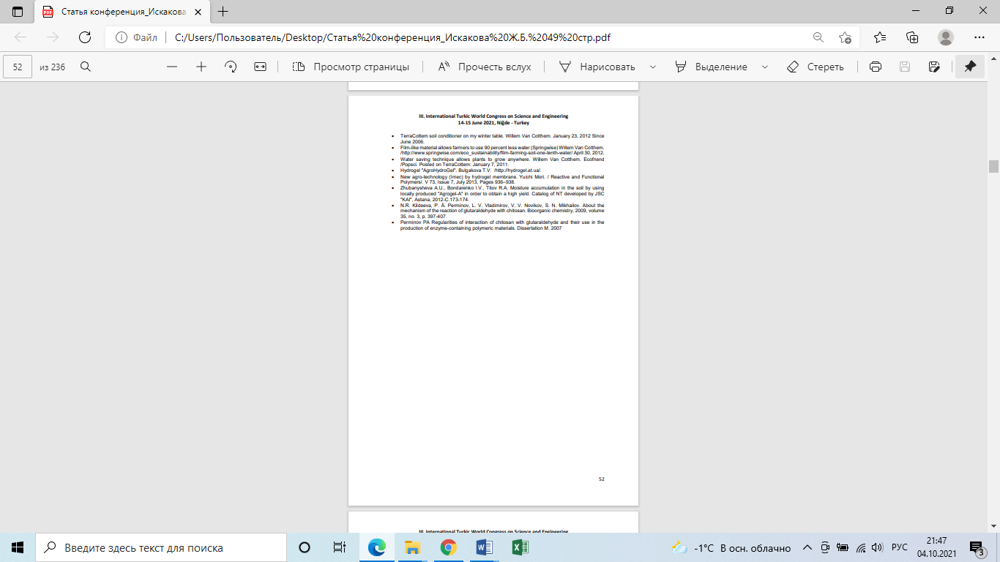 Статья конференция_Искакова
Файл
C:/Users/Пользователь/Desktop/Статья%20конференция_Искакова%20Ж.Б.%2049%20стр.pdf
52 из 236
Просмотр страницы
Прочесть вслух
Нарисовать
Выделение
Стереть
III. International Turkic World Congress on Science and Engineering
14-15 June 2021, Niğde - Turkey
• TerraCottem soil conditioner on my winter table. Willem Van Cotthem. January 23, 2012 Since
June 2006.
• Film-like material allows farmers to use 90 percent less water (Springwise) Willem Van Cotthem.
/http://www.springwise.com/eco_sustainability/film-farming-soil-one-tenth-water/ April 30, 2012.
• Water saving technique allows plants to grow anywhere. Willem Van Cotthem. Ecofriend
/Popsci. Posted on TerraCottem: January 7, 2011.
• Hydrogel "AgroHydroGel". Bulgakova T.V. /http://hydrogel.at.ua/.
• New agro-technology (Imec) by hydrogel membrane. Yuichi Mori. / Reactive and Functional
Polymers/. V 73, Issue 7, July 2013, Pages 936–938.
• Zhubanysheva A.U., Bondarenko I.V., Titov R.A. Moisture accumulation in the soil by using
locally produced "Agrogel-A" in order to obtain a high yield. Catalog of NT developed by JSC
"KAI", Astana, 2012-C.173-174.
• N.R. Kildeeva, P. Å. Perminov, L. V. Vladimirov, V. V. Novikov, S. N. Mikhailov. About the
mechanism of the reaction of glutaraldehyde with chitosan. Bioorganic chemistry, 2009, volume
35, no. 3, p. 397-407.
• Perminov PA Regularities of interaction of chitosan with glutaraldehyde and their use in the
production of enzyme-containing polymeric materials. Dissertation M. 2007
52
III. International Turkic World Congress on Science and Engineering
Введите здесь текст для поиска
-1°C В осн. облачно
РУС
21:47
04.10.2021
3